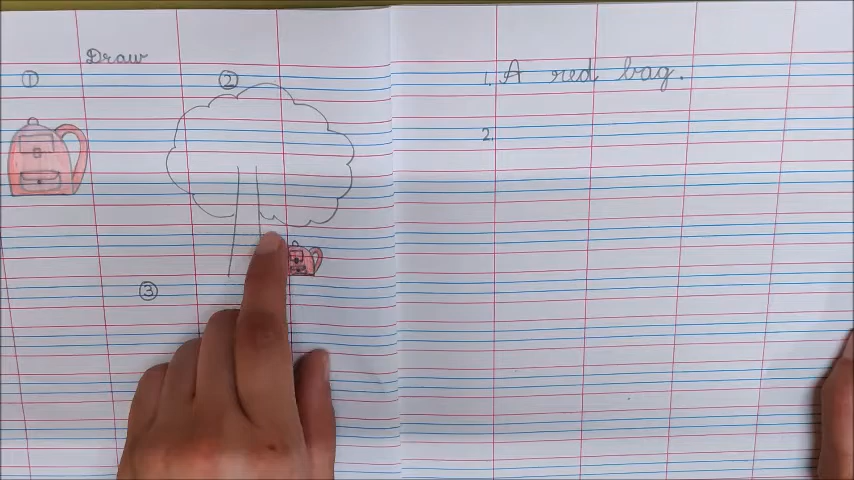 Draw
① ②
③
1. A red bag.
2.